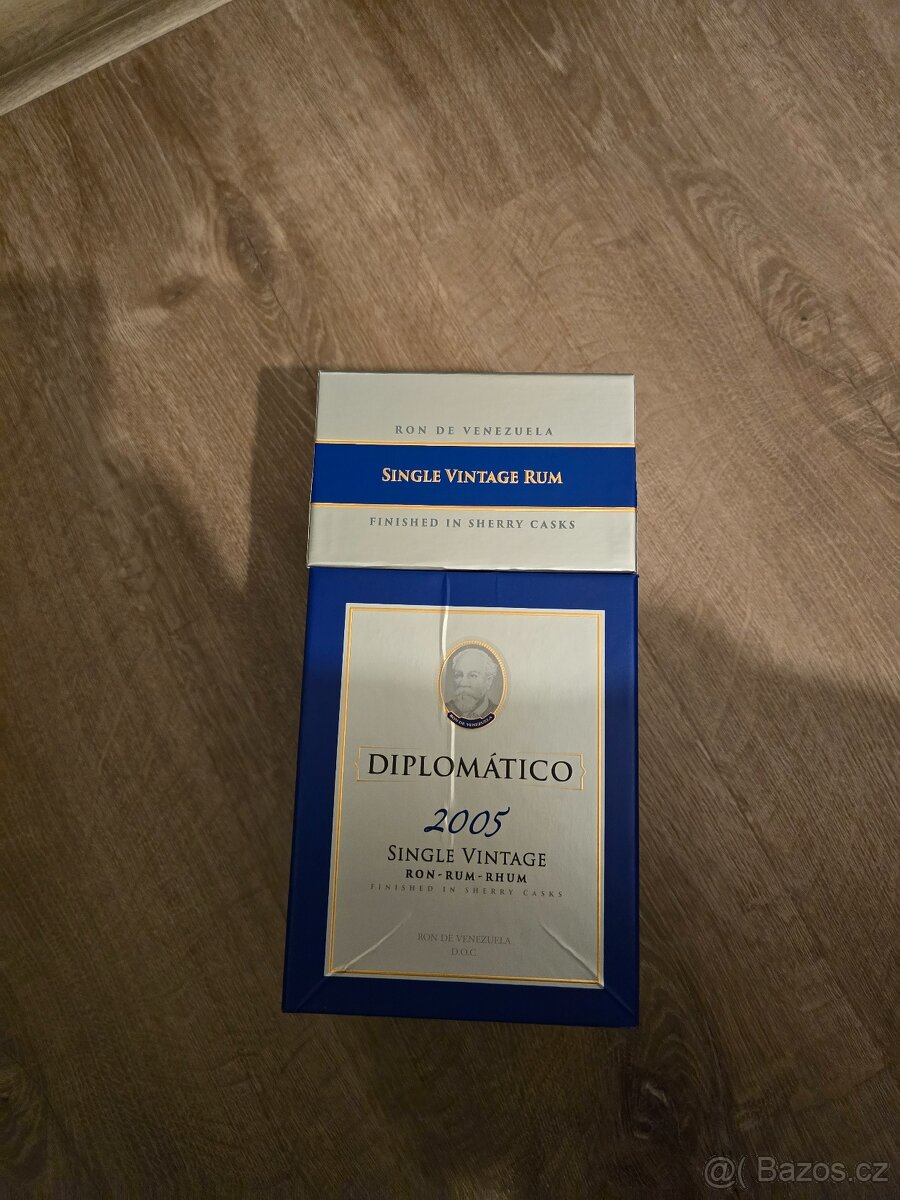 RON DE VENEZUELA
SINGLE VINTAGE RUM
FINISHED IN SHERRY CASKS
RON DE VENEZUELA
DIPLOMÁTICO
2005
SINGLE VINTAGE
RON-RUM-RHUM
FINISHED IN SHERRY CASKS
RON DE VENEZUELA
D.O.C
@( Bazos.cz